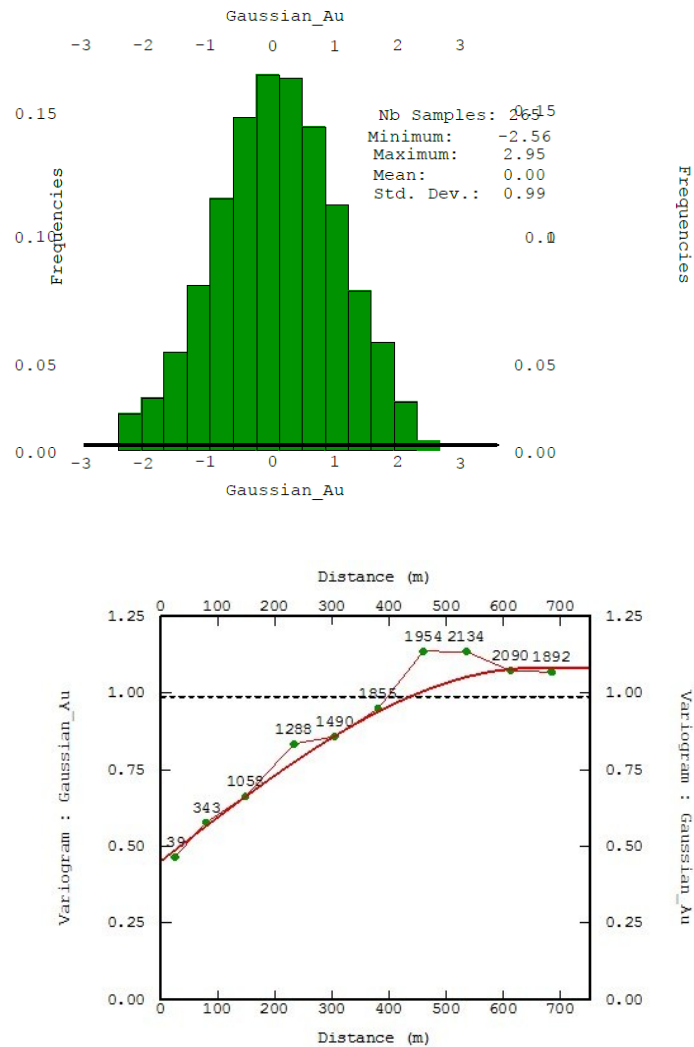 Gaussian_Au
-3 -2 -1 0 1 2 3
0.15 0.15
Nb Samples: 265
Minimum: -2.56
Maximum: 2.95
Mean: 0.00
Std. Dev.: 0.99
Frequencies
Frequencies
0.10
0.05 0.05
0.00 0.00
-3 -2 -1 0 1 2 3
Gaussian_Au
Distance (m)
0 100 200 300 400 500 600 700
1.25 1.25
1954 2134
2090 1892
1855
1.00 1.00
1288 1490
0.75 0.75
1058
343
39
0.50 0.50
0.25 0.25
0.00 0.00
Variogram : Gaussian_Au
Variogram : Gaussian_Au
0 100 200 300 400 500 600 700
Distance (m)